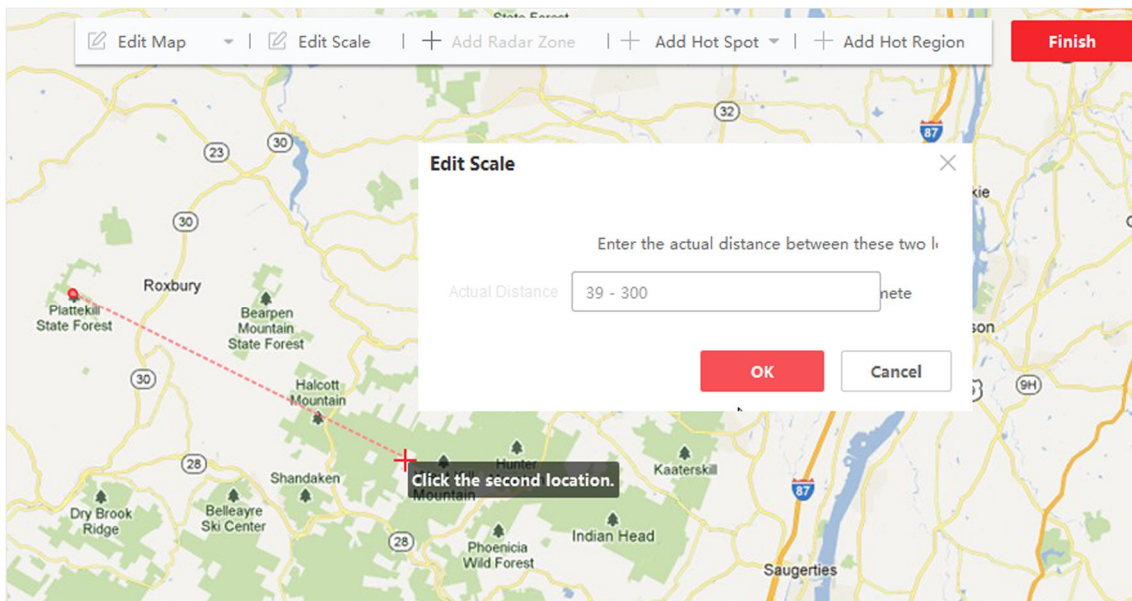 State Forest
Edit Map
Edit Scale
Add Radar Zone
Add Hot Spot
Add Hot Region
Finish
32
87
30
23
Edit Scale
kie
30
Enter the actual distance between these two l
Roxbury
Actual Distance
39 - 300
mete
Plattekill
State Forest
Bearpen
Mountain
State Forest
son
30
OK
Cancel
Halcott
Mountain
9H
28
Shandaken
Hunter
Click the second location.
Mountain
Kaaterskill
87
Dry Brook
Ridge
Belleayre
Ski Center
28
Phoenicia
Wild Forest
Indian Head
Saugerties